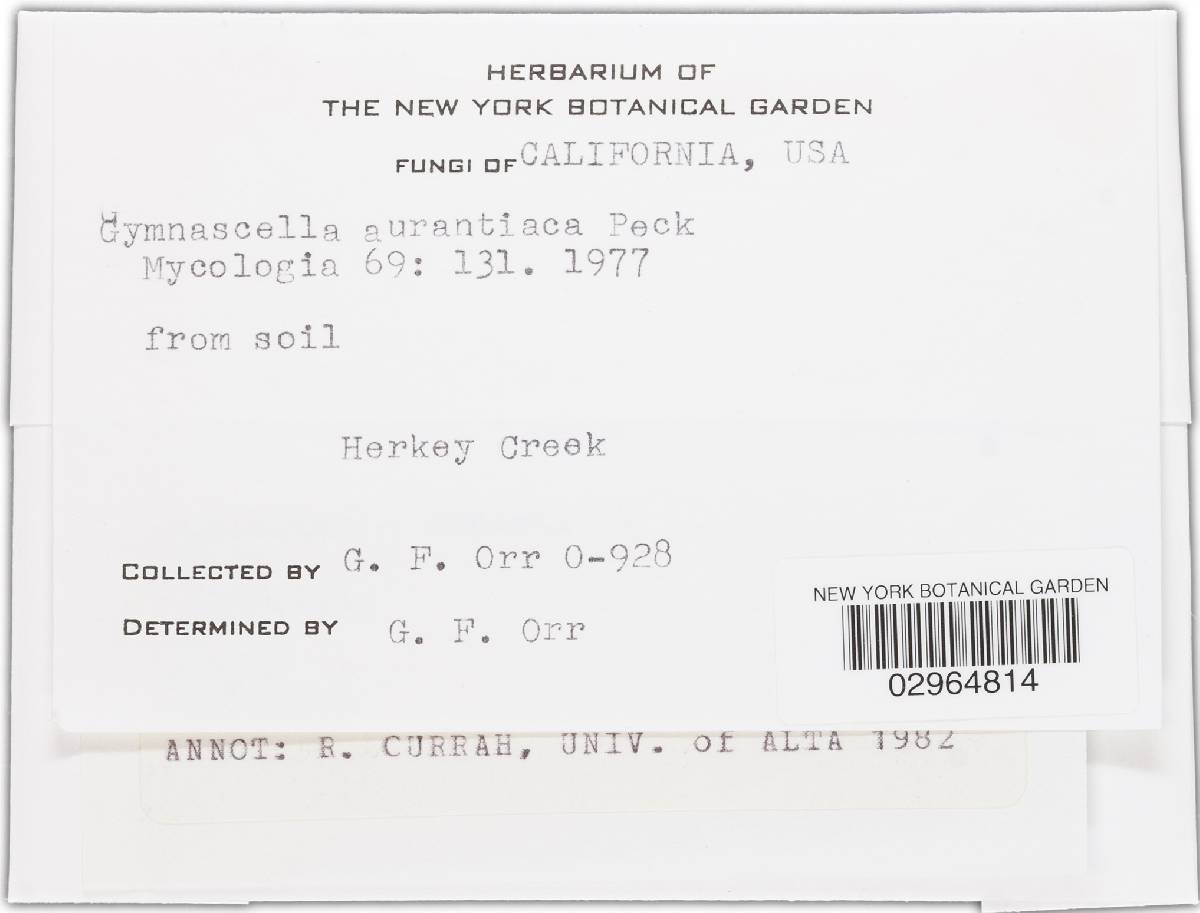 HERBARIUM OF
THE NEW YORK BOTANICAL GARDEN
FUNGI OF CALIFORNIA, USA
Gymnascella aurantiaca Peck
Mycologia 69: 131. 1977
from soil
Herkey Creek
COLLECTED BY G. F. Orr O-928
DETERMINED BY G. F. Orr
NEW YORK BOTANICAL GARDEN
02964814
ANNOT: R. CURRAH, UNIV. of ALTA 1982